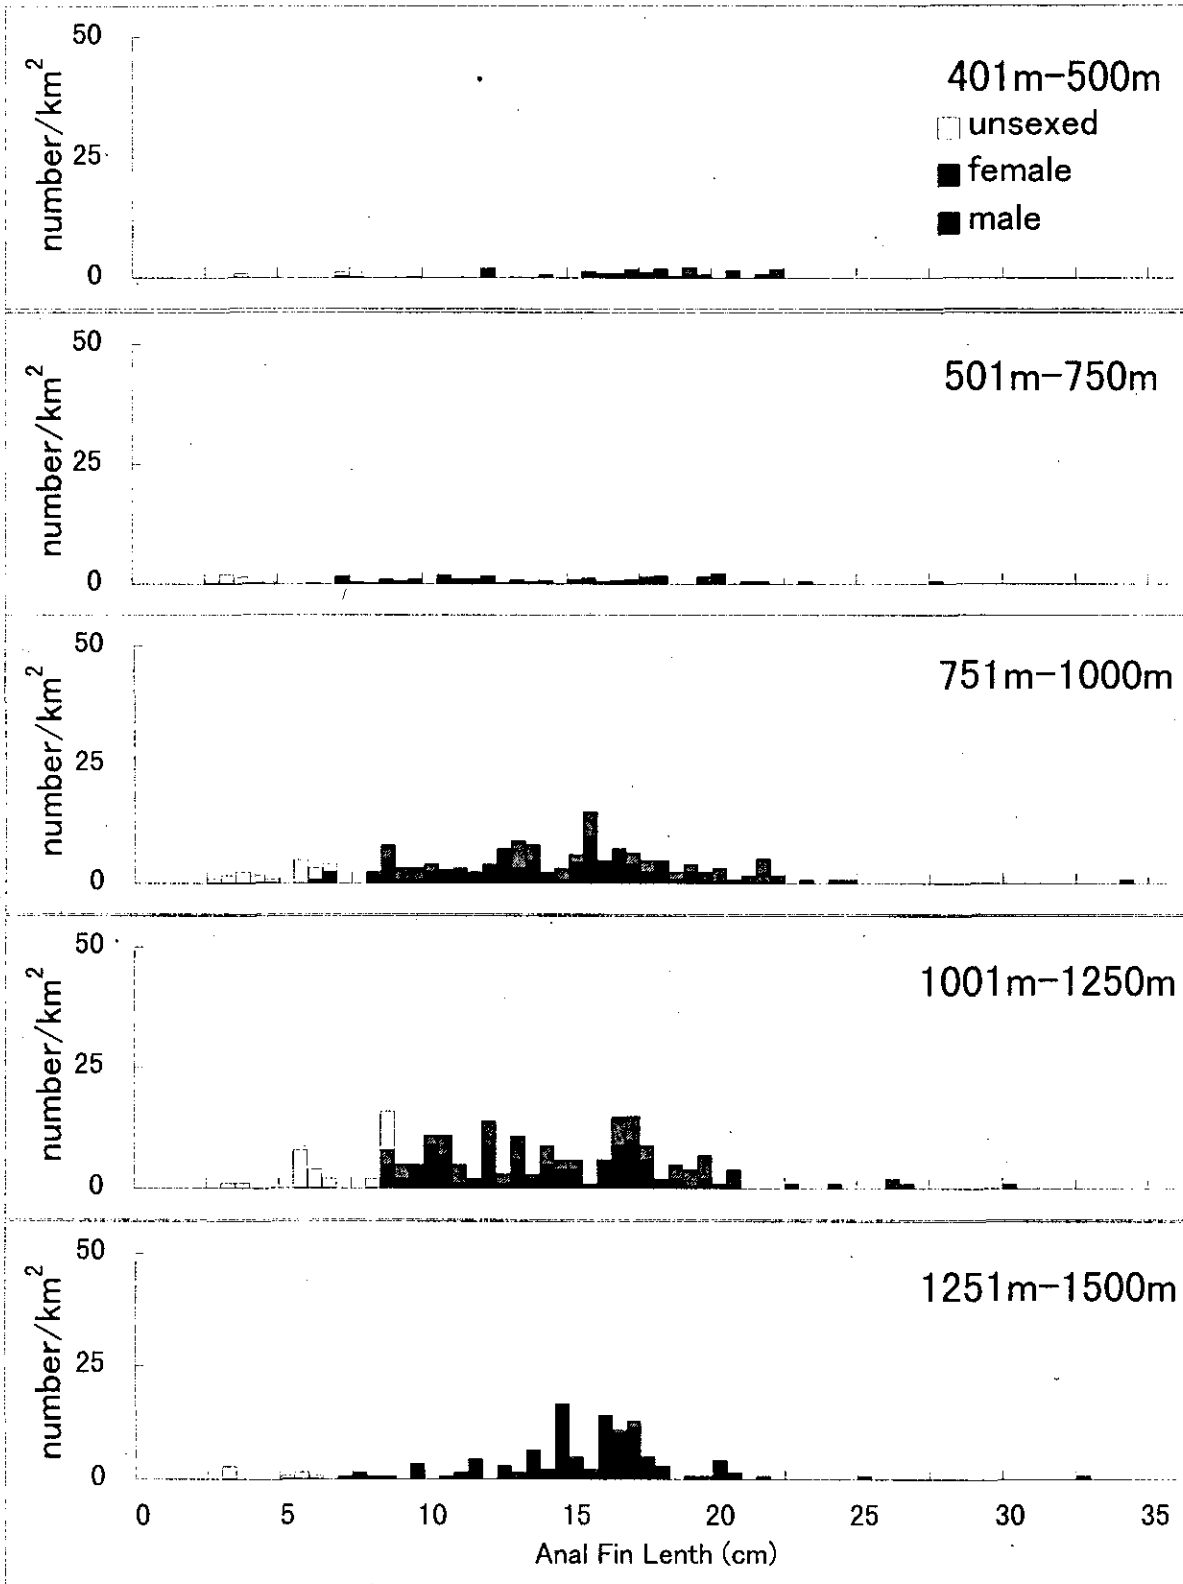 50
401m-500m
unsexed
25
female
male
0
number/km²
50
501m-750m
25
0
number/km²
50
751m-1000m
25
0
number/km²
50
1001m-1250m
25
0
number/km²
50
1251m-1500m
25
0
number/km²
0 5 10 15 20 25 30 35
Anal Fin Lenth (cm)